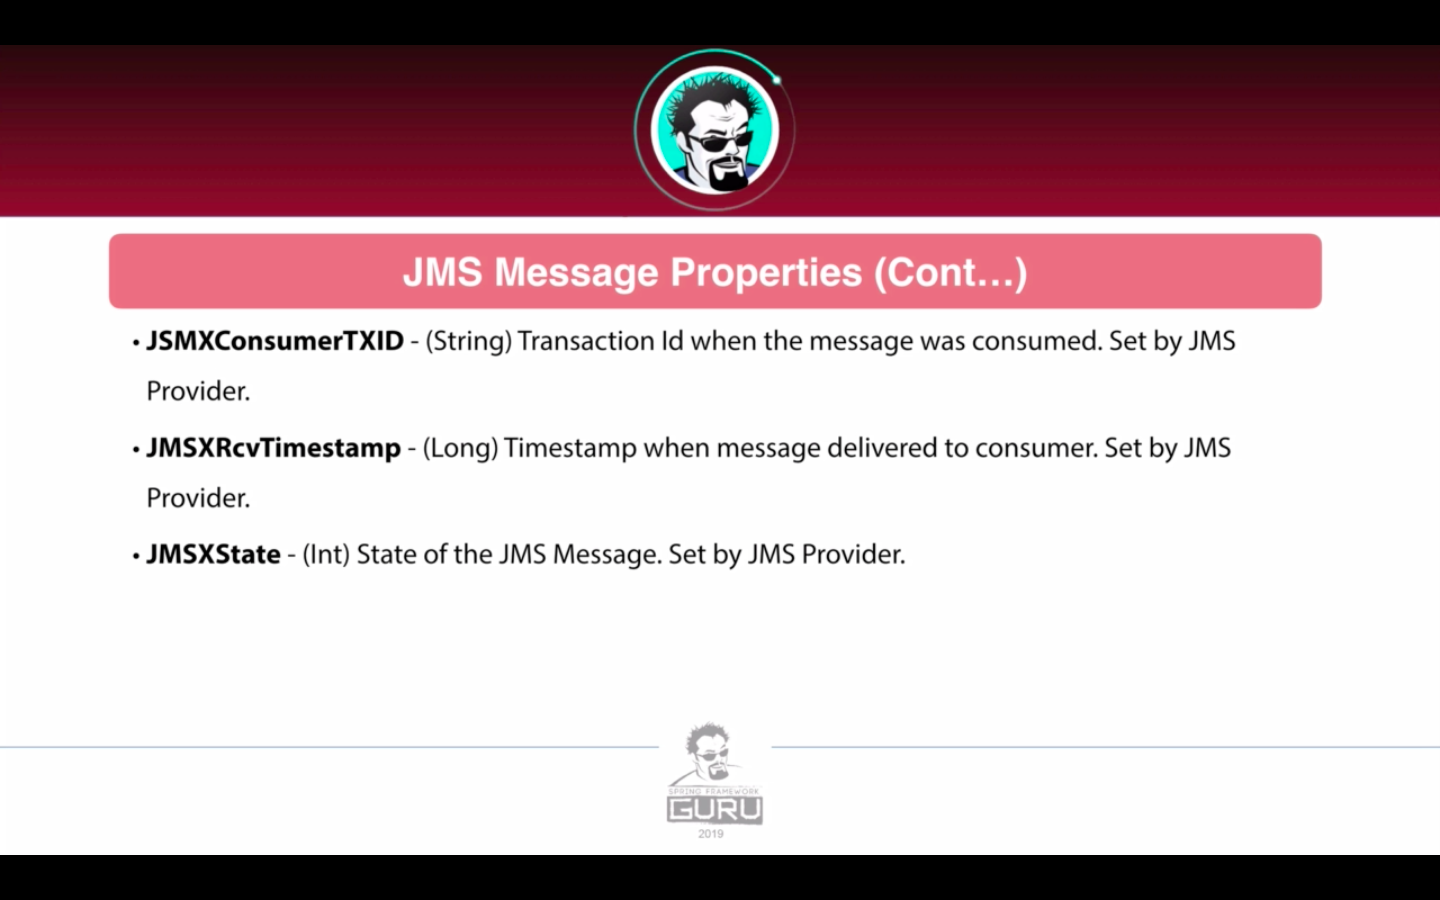 JMS Message Properties (Cont...)
• JSMXConsumerTXID - (String) Transaction Id when the message was consumed. Set by JMS
Provider.
• JMSXRcvTimestamp - (Long) Timestamp when message delivered to consumer. Set by JMS
Provider.
• JMSXState - (Int) State of the JMS Message. Set by JMS Provider.
SPRING FRAMEWORK
GURU
2019